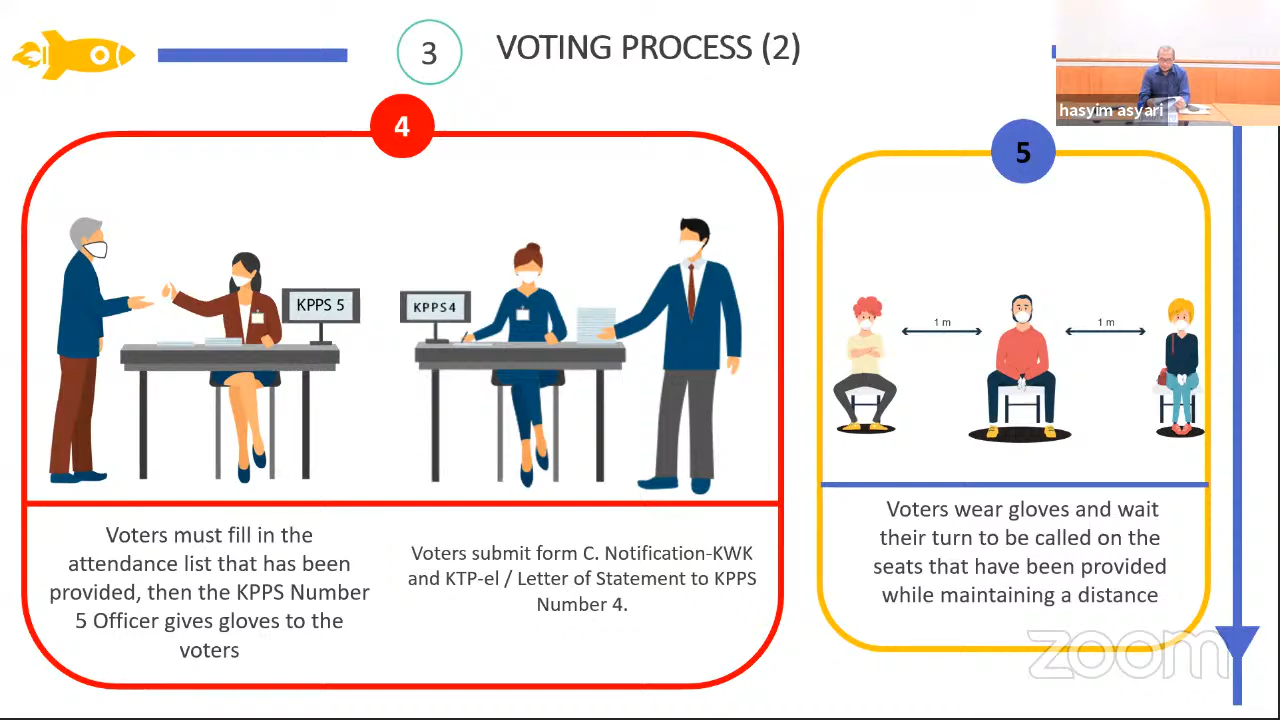 3
VOTING PROCESS (2)
hasyim asyari
4
KPPS 5
KPPS4
Voters must fill in the
attendance list that has been
provided, then the KPPS Number
5 Officer gives gloves to the
voters
Voters submit form C. Notification-KWK
and KTP-el / Letter of Statement to KPPS
Number 4.
5
1 m
1 m
Voters wear gloves and wait
their turn to be called on the
seats that have been provided
while maintaining a distance
zoom